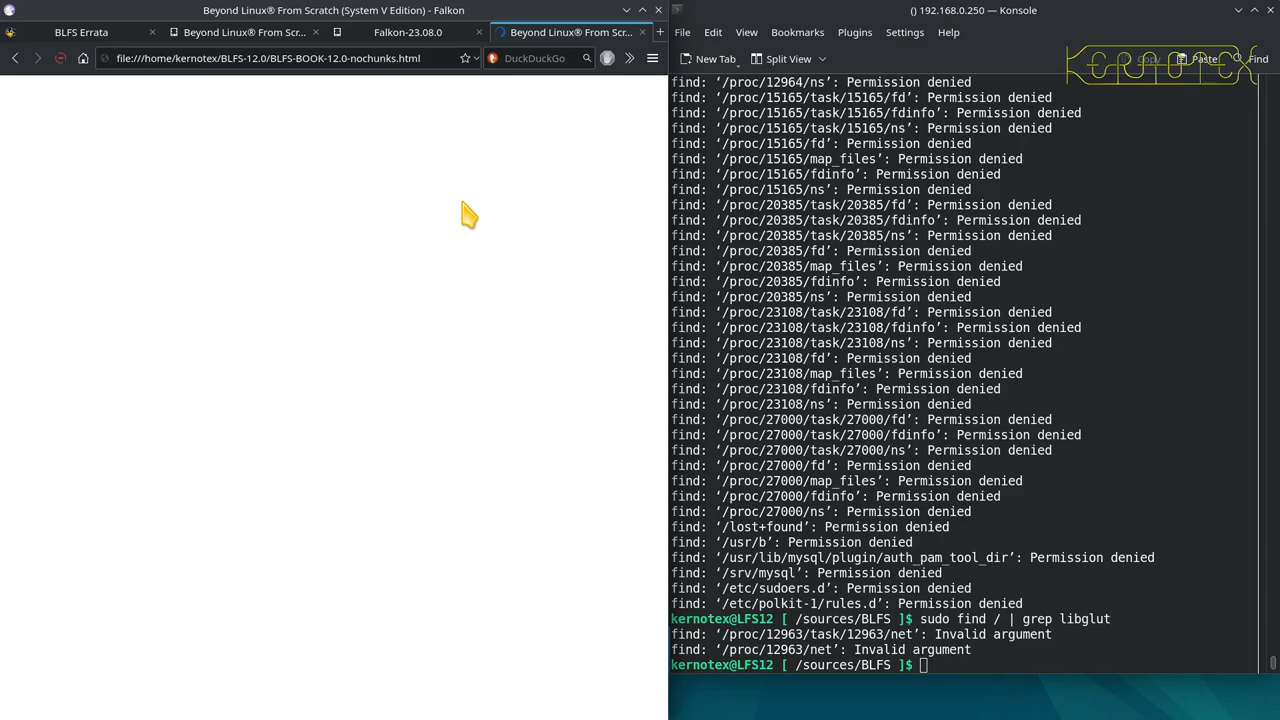 Beyond Linux® From Scratch (System V Edition) - Falkon
BLFS Errata
Beyond Linux® From Scr...
Falkon-23.08.0
Beyond Linux® From Scr...
file:///home/kernotex/BLFS-12.0/BLFS-BOOK-12.0-nochunks.html
DuckDuckGo
() 192.168.0.250 — Konsole
File Edit View Bookmarks Plugins Settings Help
New Tab Split View Copy Paste Find
KERNOTEX
find: ‘/proc/12964/ns’: Permission denied
find: ‘/proc/15165/task/15165/fd’: Permission denied
find: ‘/proc/15165/task/15165/fdinfo’: Permission denied
find: ‘/proc/15165/task/15165/ns’: Permission denied
find: ‘/proc/15165/fd’: Permission denied
find: ‘/proc/15165/map_files’: Permission denied
find: ‘/proc/15165/fdinfo’: Permission denied
find: ‘/proc/15165/ns’: Permission denied
find: ‘/proc/20385/task/20385/fd’: Permission denied
find: ‘/proc/20385/task/20385/fdinfo’: Permission denied
find: ‘/proc/20385/task/20385/ns’: Permission denied
find: ‘/proc/20385/fd’: Permission denied
find: ‘/proc/20385/map_files’: Permission denied
find: ‘/proc/20385/fdinfo’: Permission denied
find: ‘/proc/20385/ns’: Permission denied
find: ‘/proc/23108/task/23108/fd’: Permission denied
find: ‘/proc/23108/task/23108/fdinfo’: Permission denied
find: ‘/proc/23108/task/23108/ns’: Permission denied
find: ‘/proc/23108/fd’: Permission denied
find: ‘/proc/23108/map_files’: Permission denied
find: ‘/proc/23108/fdinfo’: Permission denied
find: ‘/proc/23108/ns’: Permission denied
find: ‘/proc/27000/task/27000/fd’: Permission denied
find: ‘/proc/27000/task/27000/fdinfo’: Permission denied
find: ‘/proc/27000/task/27000/ns’: Permission denied
find: ‘/proc/27000/fd’: Permission denied
find: ‘/proc/27000/map_files’: Permission denied
find: ‘/proc/27000/fdinfo’: Permission denied
find: ‘/proc/27000/ns’: Permission denied
find: ‘/lost+found’: Permission denied
find: ‘/usr/b’: Permission denied
find: ‘/usr/lib/mysql/plugin/auth_pam_tool_dir’: Permission denied
find: ‘/srv/mysql’: Permission denied
find: ‘/etc/sudoers.d’: Permission denied
find: ‘/etc/polkit-1/rules.d’: Permission denied
kernotex@LFS12 [ /sources/BLFS ]$ sudo find / | grep libglut
find: ‘/proc/12963/task/12963/net’: Invalid argument
find: ‘/proc/12963/net’: Invalid argument
kernotex@LFS12 [ /sources/BLFS ]$